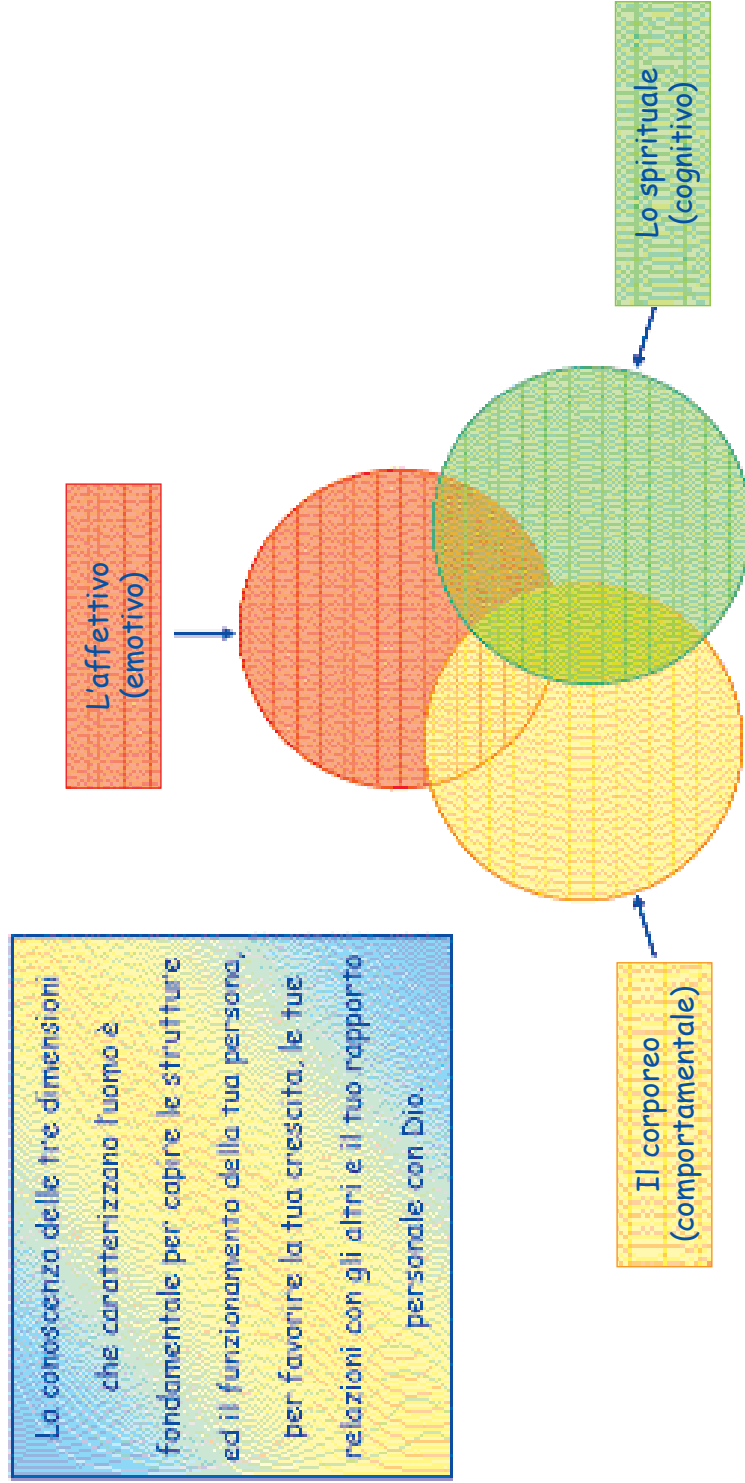 La conoscenza delle tre dimensioni
che caratterizzano l'uomo è
fondamentale per capire le strutture
ed il funzionamento della tua persona,
per favorire la tua crescita, le tue
relazioni con gli altri e il tuo rapporto
personale con Dio.
L'affettivo
(emotivo)
Il corporeo
(comportamentale)
Lo spirituale
(cognitivo)